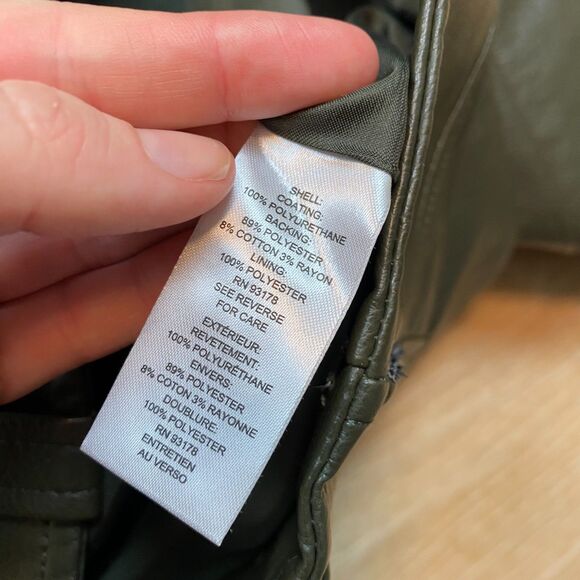 SHELL:
COATING:
100% POLYURETHANE
BACKING:
89% POLYESTER
8% COTTON 3% RAYON
LINING:
100% POLYESTER
RN 93178
SEE REVERSE
FOR CARE
EXTÉRIEUR:
REVETEMENT:
100% POLYURÉTHANE
ENVERS:
89% POLYESTER
8% COTON 3% RAYONNE
DOUBLURE:
100% POLYESTER
RN 93178
ENTRETIEN
AU VERSO